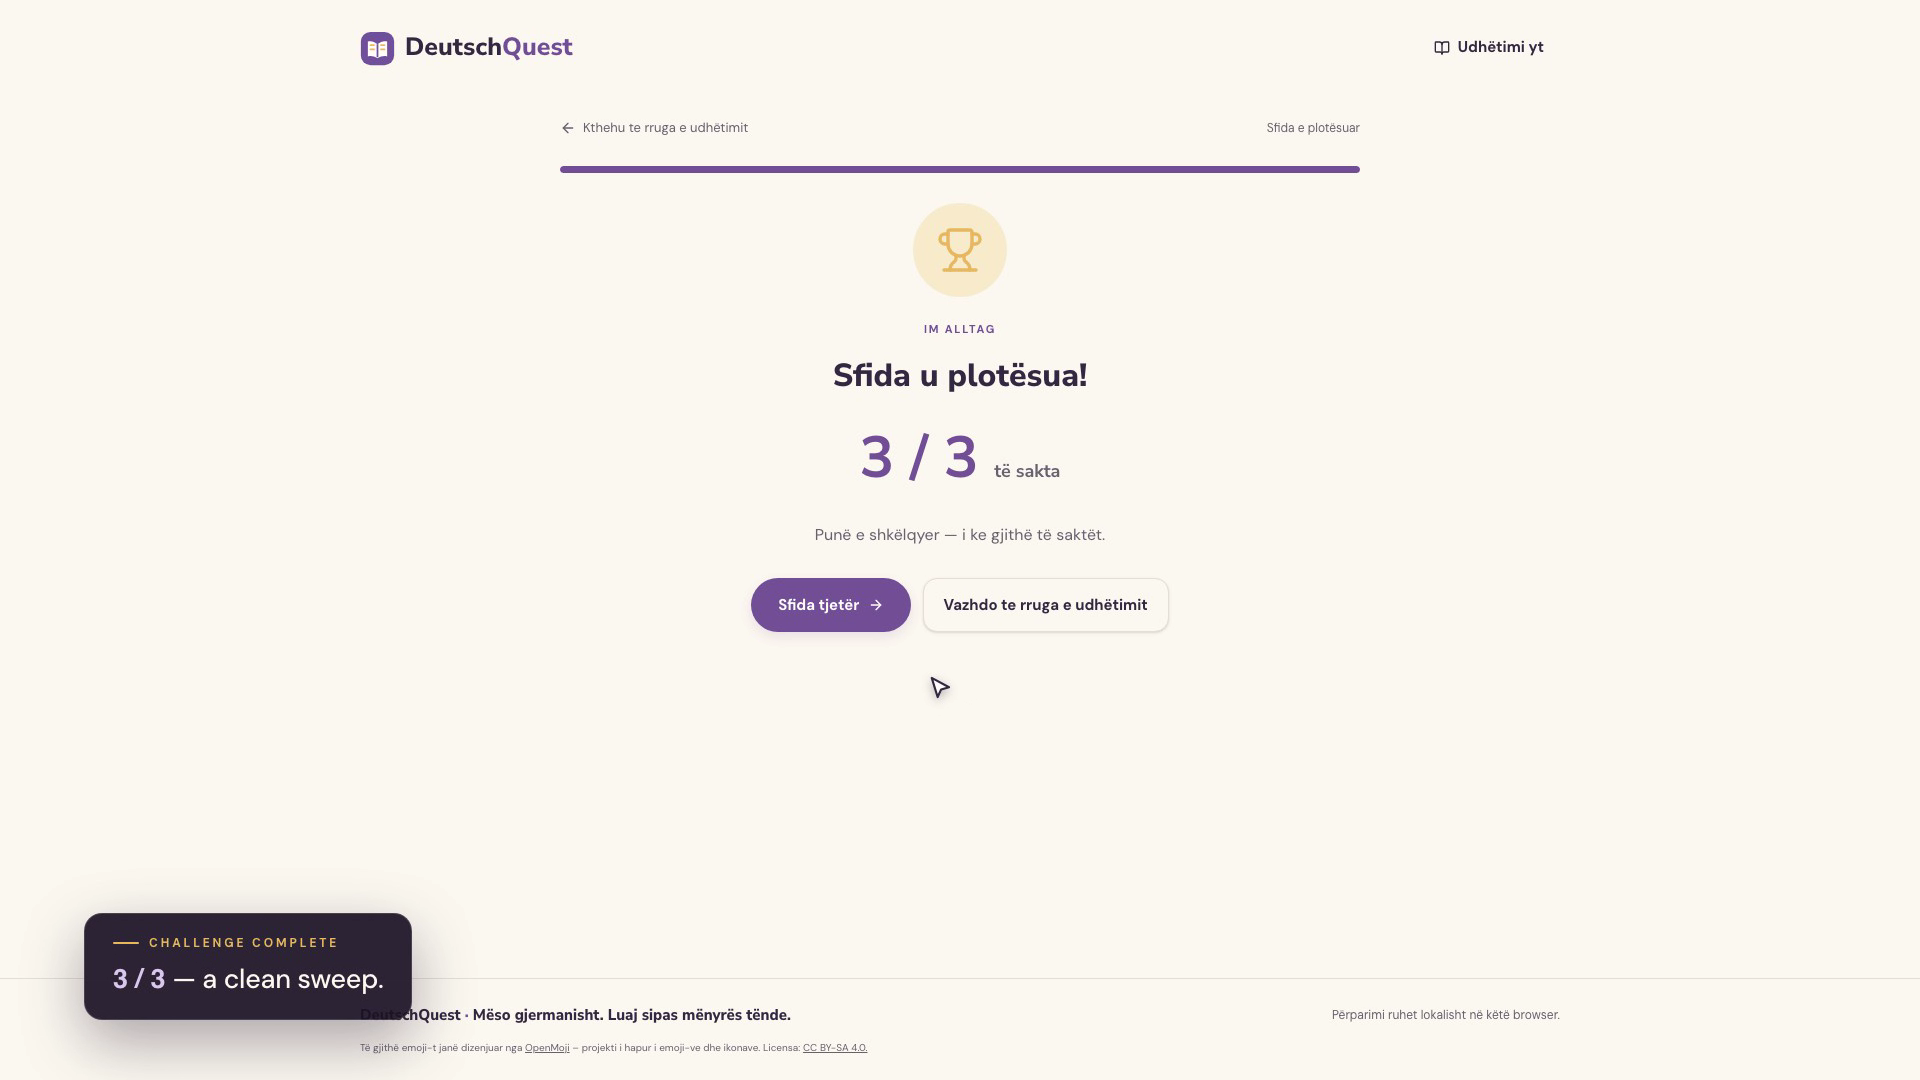 DeutschQuest
Udhëtimi yt
Kthehu te rruga e udhëtimit
Sfida e plotësuar
IM ALLTAG
Sfida u plotësua!
3 / 3 të sakta
Punë e shkëlqyer — i ke gjithë të saktët.
Sfida tjetër
Vazhdo te rruga e udhëtimit
CHALLENGE COMPLETE
3 / 3 — a clean sweep.
DeutschQuest · Mëso gjermanisht. Luaj sipas mënyrës tënde.
Përparimi ruhet lokalisht në këtë browser.
Të gjithë emoji-t janë dizenjuar nga OpenMoji – projekti i hapur i emoji-ve dhe ikonave. Licensa: CC BY-SA 4.0.